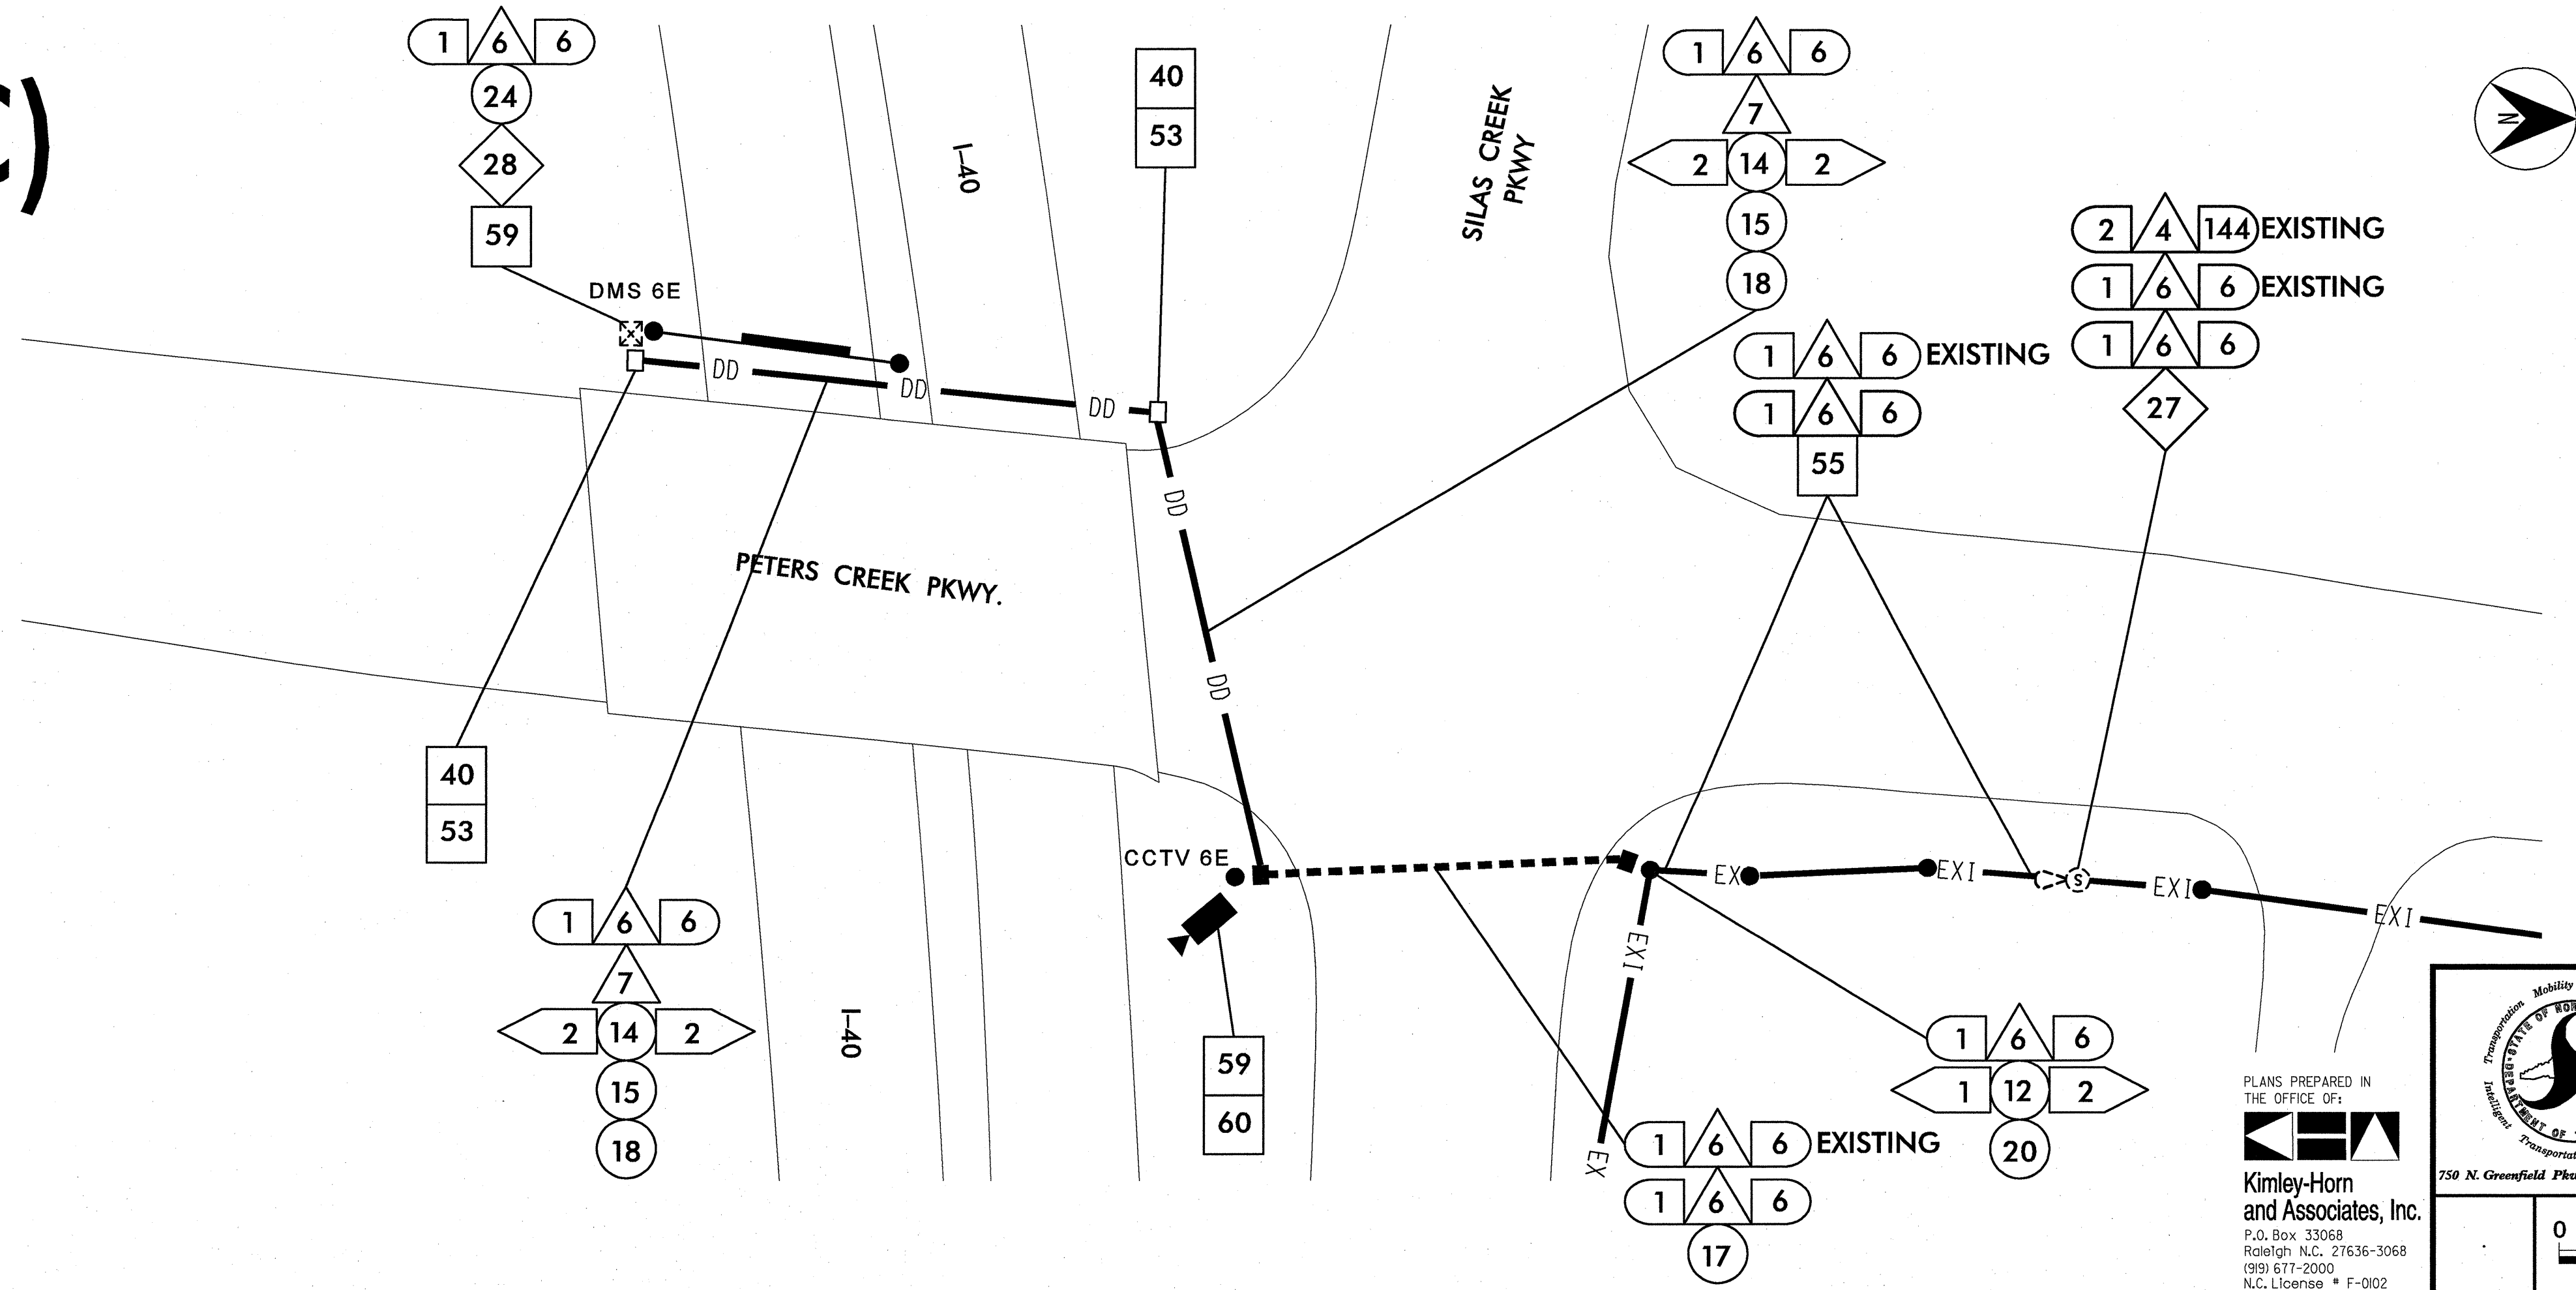 1 6 6
24
28
59
DMS 6E
40
53
I-40
SILAS CREEK
PKWY
1 6 6
7
2 14 2
15
18
N
2 4 144 EXISTING
1 6 6 EXISTING
1 6 6
27
1 6 6 EXISTING
1 6 6
55
DD
DD
DD
DD
DD
PETERS CREEK PKWY.
40
53
1 6 6
7
2 14 2
15
18
I-40
CCTV 6E
59
60
EX
EXI
S
EXI
EXI
EXI
EX
1 6 6
1 12 2
20
1 6 6 EXISTING
1 6 6
17
PLANS PREPARED IN
THE OFFICE OF:
Kimley-Horn
and Associates, Inc.
P.O. Box 33068
Raleigh N.C. 27636-3068
(919) 677-2000
N.C. License # F-0102
Intelligent Transportation Mobility
750 N. Greenfield
0